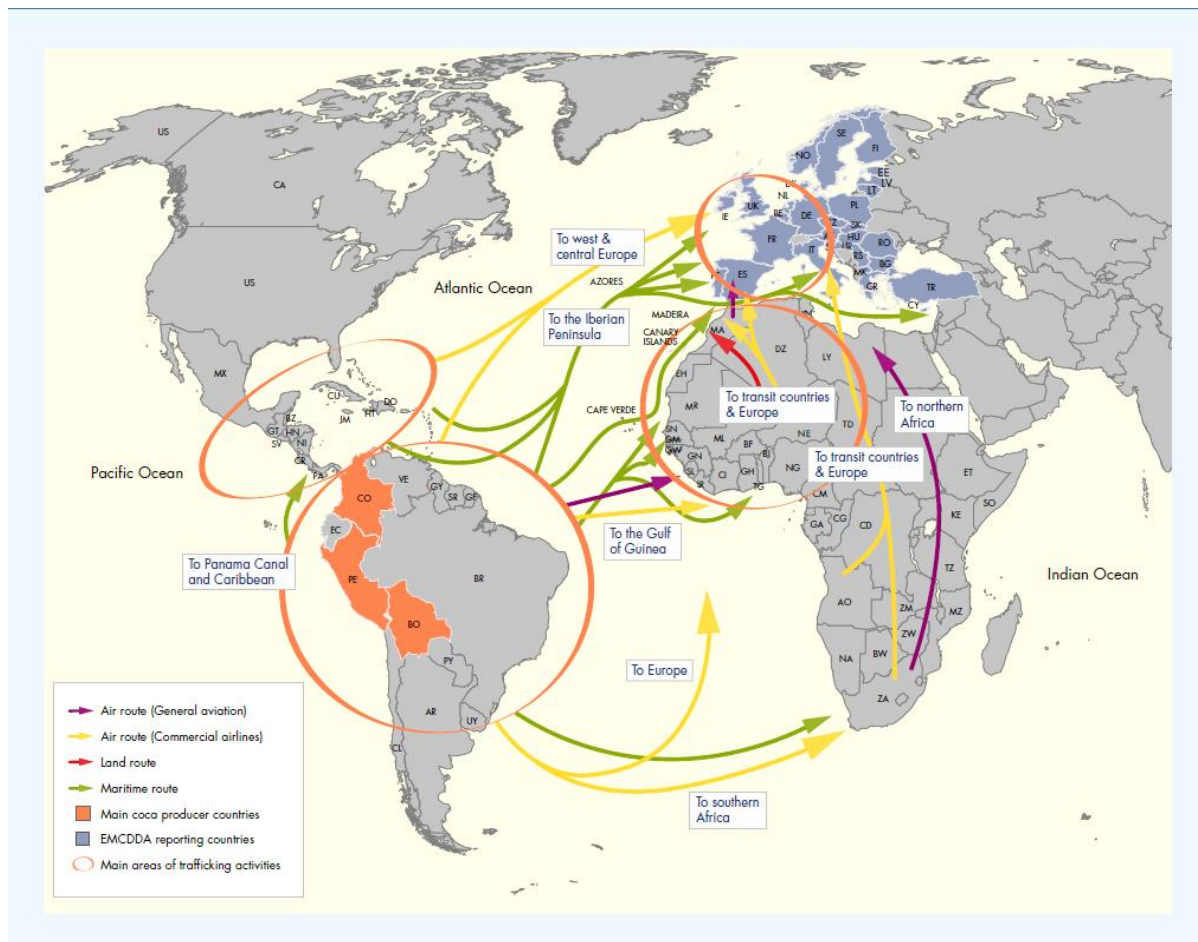 US
CA
US
MX
Atlantic Ocean
Pacific Ocean
Indian Ocean
To west &
central Europe
AZORES
To the Iberian
Peninsula
MADEIRA
CANARY
ISLANDS
CAPE VERDE
NO
SE
FI
EE
LV
LT
NL
IE
UK
BE
DE
PL
SK
HU
FR
IT
RO
RS
BG
MK
GR
ES
TR
CY
CU
DO
HT
JM
BZ
GT
HN
SV
NI
CR
PA
CO
VE
GY
SR
GF
EC
PE
BR
BO
PY
AR
UY
CL
MA
DZ
LY
EH
MR
ML
NE
TD
SN
GM
GW
GN
SL
CI
BF
GH
BJ
TG
NG
CM
GA
CG
CD
ET
SO
KE
TZ
AO
ZM
MZ
ZW
NA
BW
ZA
To transit countries
& Europe
To northern
Africa
To transit countries
& Europe
To the Gulf
of Guinea
To Panama Canal
and Caribbean
To Europe
To southern
Africa
Air route (General aviation)
Air route (Commercial airlines)
Land route
Maritime route
Main coca producer countries
EMCDDA reporting countries
Main areas of trafficking activities